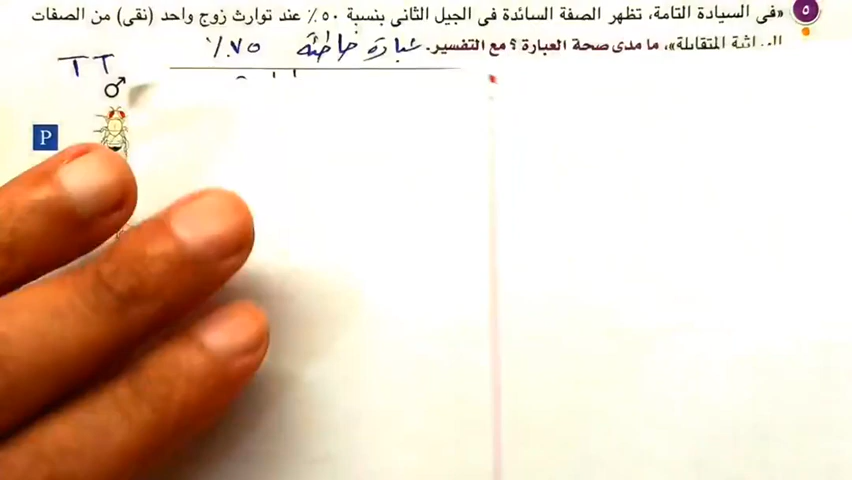 ٥ «فى السيادة التامة، تظهر الصفة السائدة فى الجيل الثانى بنسبة ٥٠٪ عند توارث زوج واحد (نقى) من الصفات
المتقابلة»، ما مدى صحة العبارة ؟ مع التفسير. عبارة خاطئة ٧٥٪
TT
♂
P